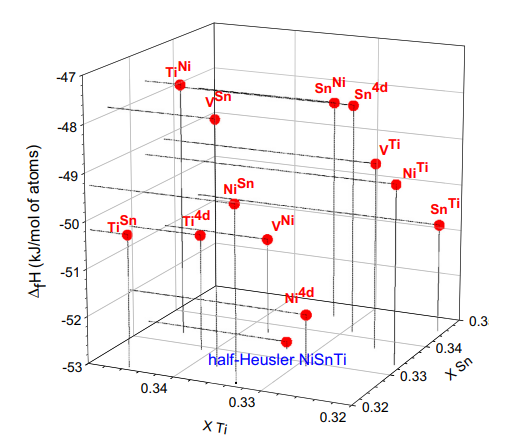 -47
Ti^Ni
Sn^Ni
Sn^4d
V^Sn
-48
V^Ti
-49
Ni^Ti
Ni^Sn
Sn^Ti
-50
Ti^Sn
Ti^4d
V^Ni
-51
Ni^4d
-52
0.3
half-Heusler NiSnTi
0.34
-53
0.33
0.34
0.33
0.32
0.32
X Sn
X Ti
Δ_fH (kJ/mol of atoms)